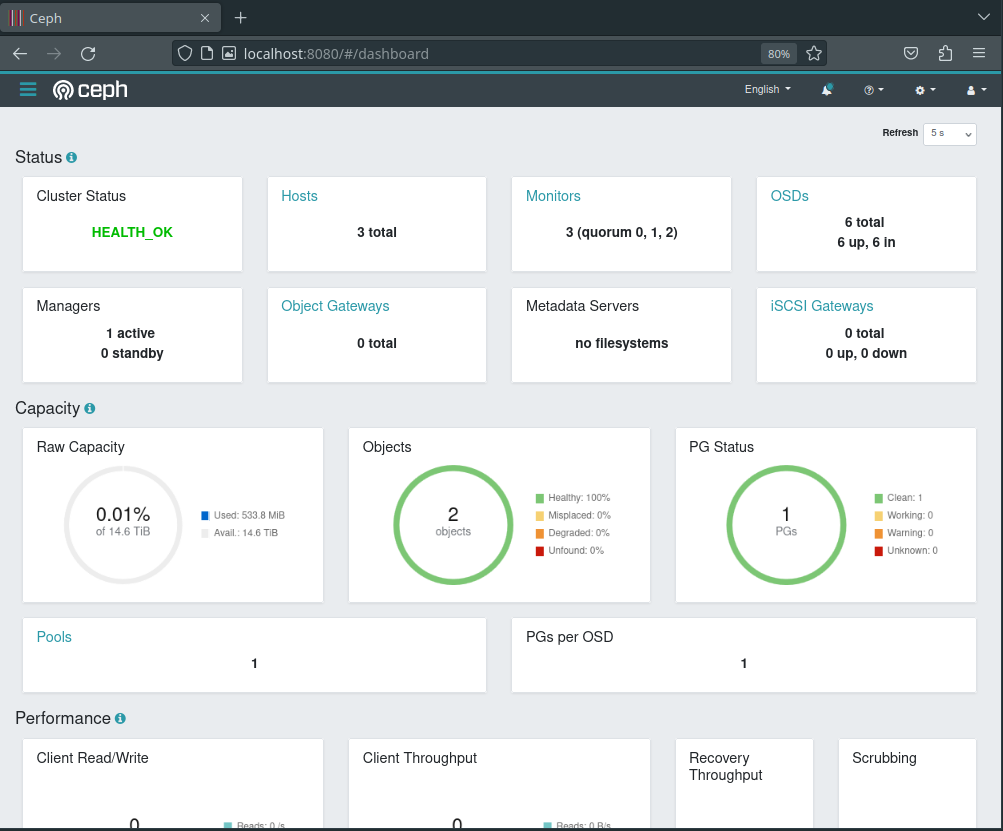 Ceph
localhost:8080/#/dashboard
80%
ceph
English
Refresh
5 s
Status
Cluster Status
HEALTH_OK
Hosts
3 total
Monitors
3 (quorum 0, 1, 2)
OSDs
6 total
6 up, 6 in
Managers
1 active
0 standby
Object Gateways
0 total
Metadata Servers
no filesystems
iSCSI Gateways
0 total
0 up, 0 down
Capacity
Raw Capacity
0.01%
of 14.6 TiB
Used: 533.8 MiB
Avail.: 14.6 TiB
Objects
2
objects
Healthy: 100%
Misplaced: 0%
Degraded: 0%
Unfound: 0%
PG Status
1
PGs
Clean: 1
Working: 0
Warning: 0
Unknown: 0
Pools
1
PGs per OSD
1
Performance
Client Read/Write
0
Reads: 0 /s
Client Throughput
0
Reads: 0 B/s
Recovery
Throughput
Scrubbing